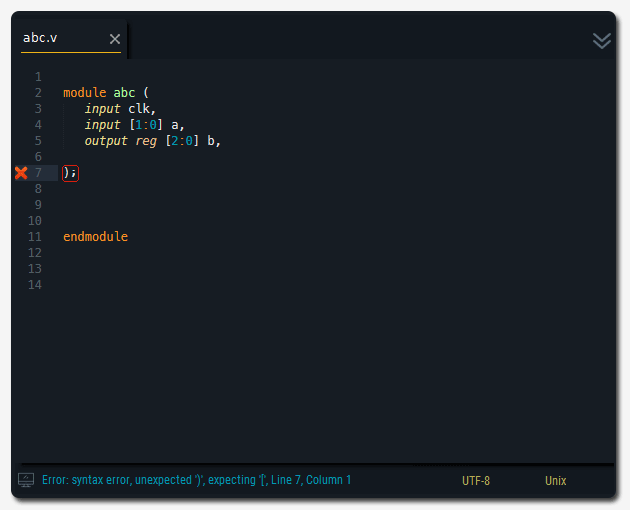 abc.v
1
2 module abc (
3 input clk,
4 input [1:0] a,
5 output reg [2:0] b,
6
7 );
8
9
10
11 endmodule
12
13
14
Error: syntax error, unexpected ')', expecting '[', Line 7, Column 1 UTF-8 Unix